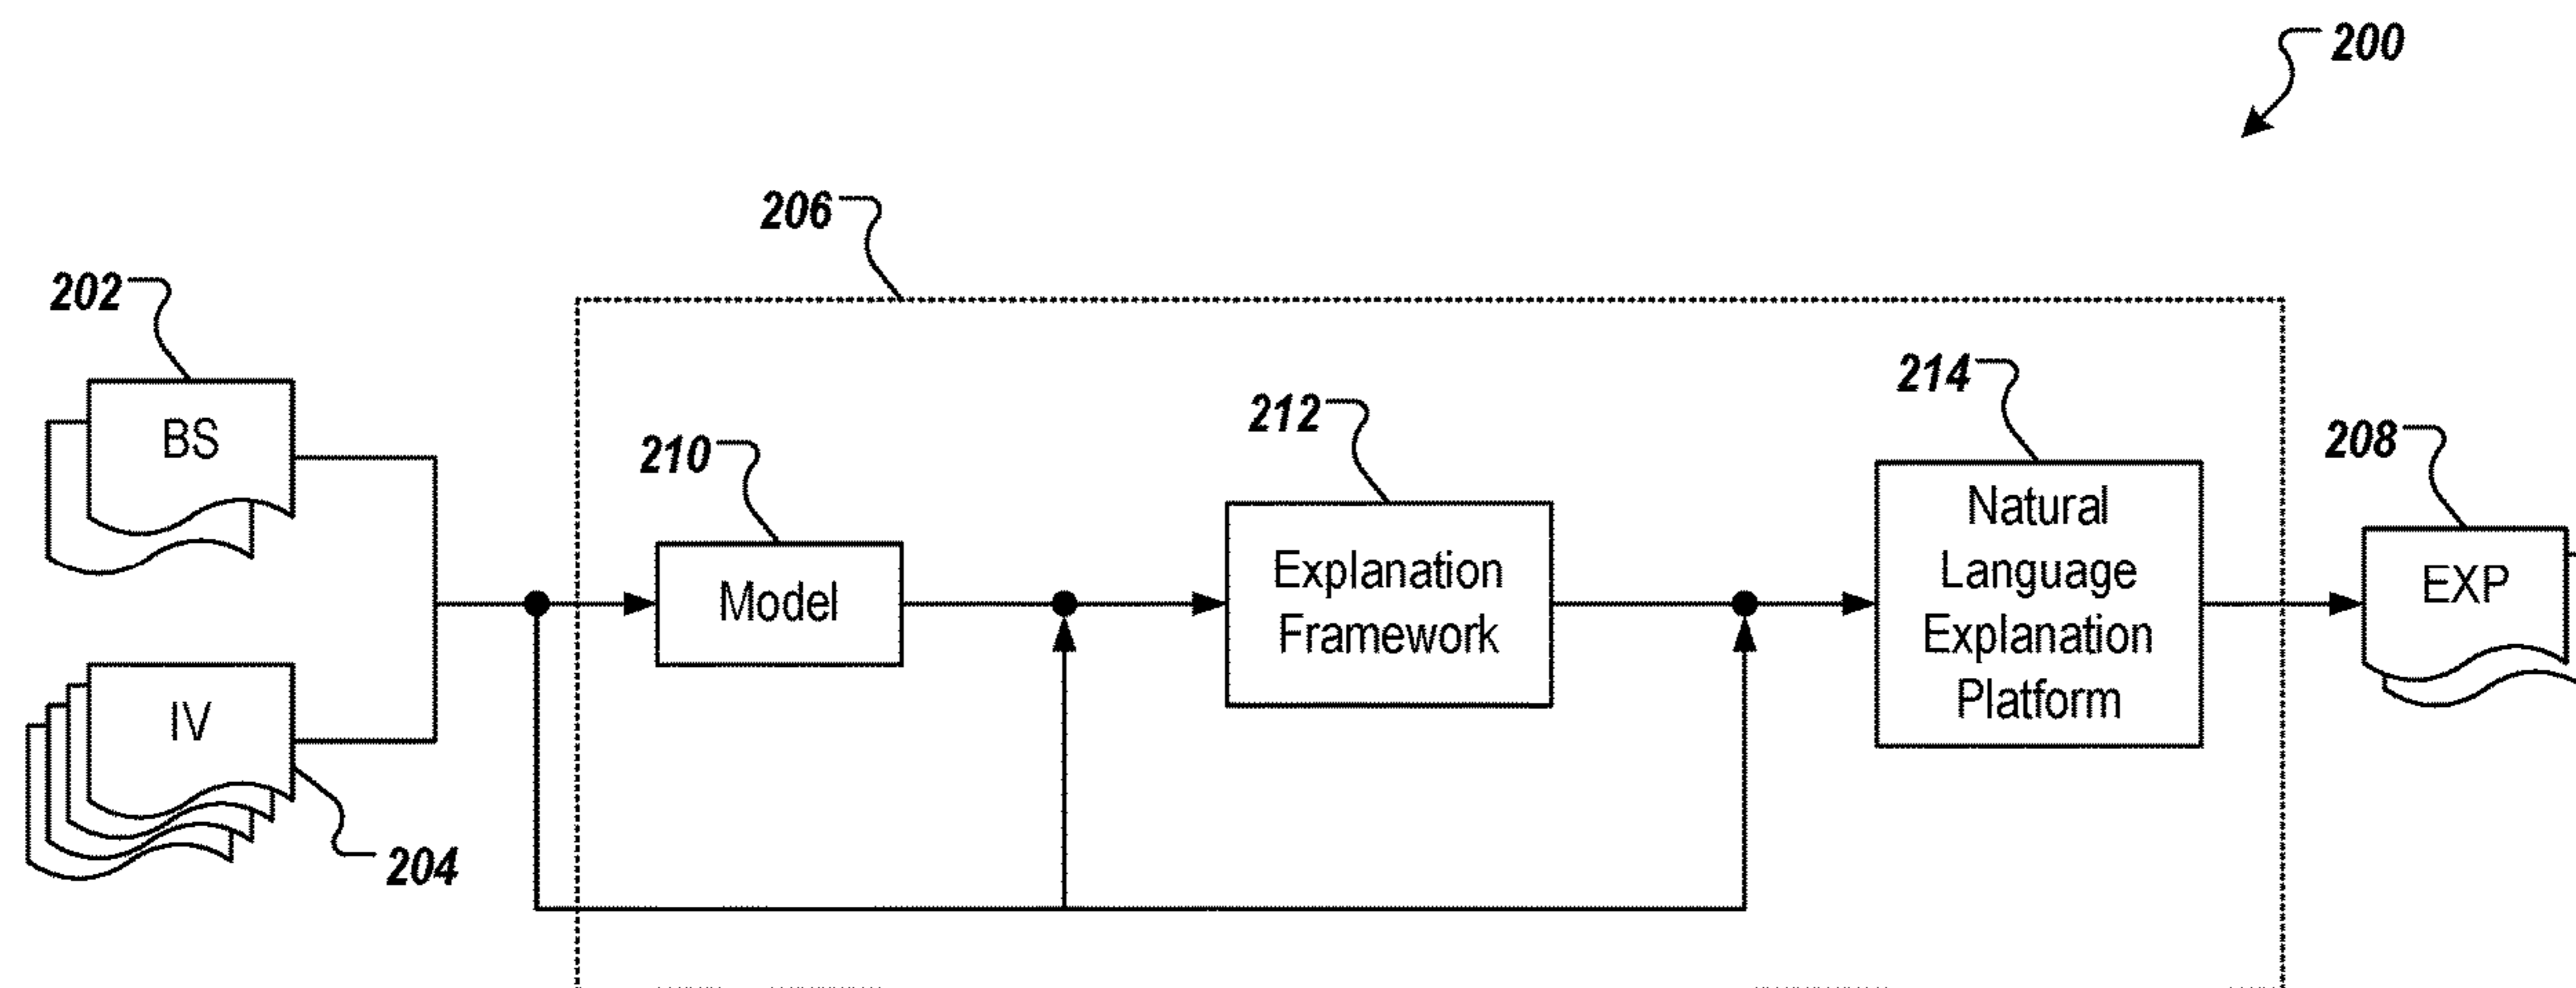 200
206
202
214
212
208
210
BS
Natural
Language
Explanation
Platform
Explanation
Framework
EXP
Model
IV
204